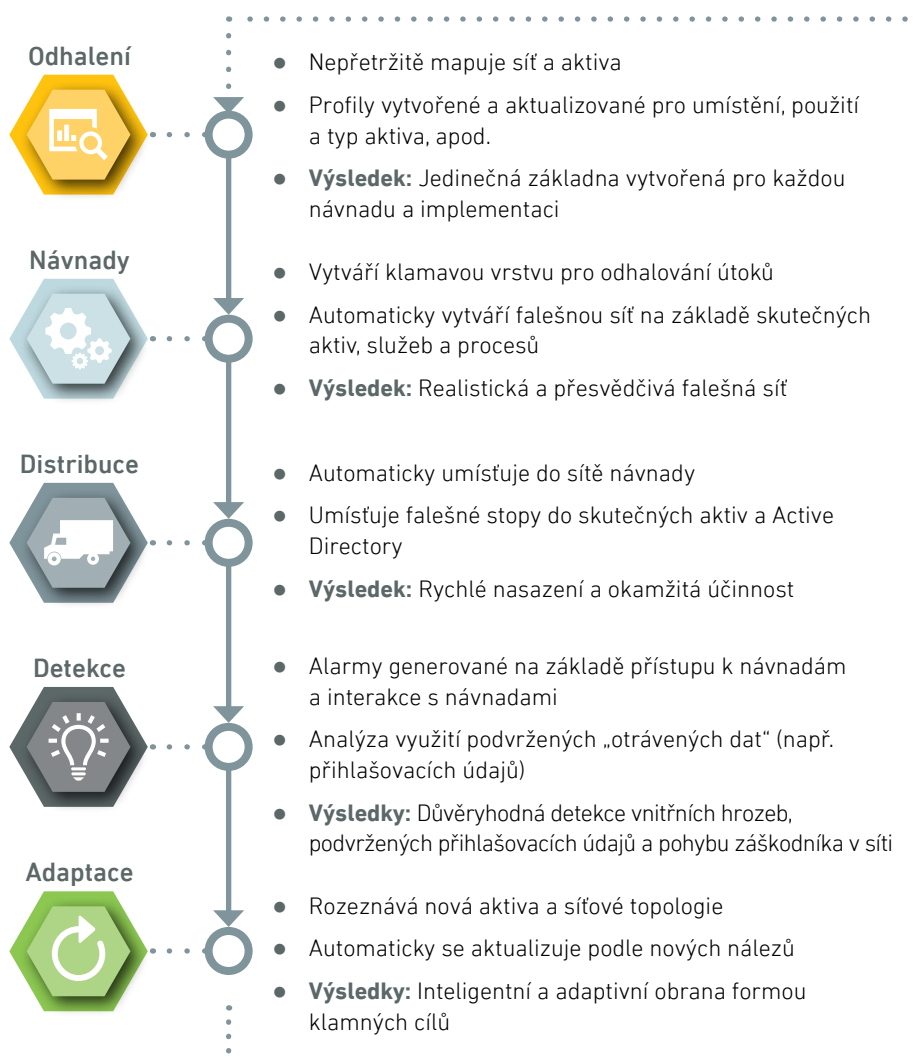 Odhalení
● Nepřetržitě mapuje síť a aktiva
● Profily vytvořené a aktualizované pro umístění, použití
a typ aktiva, apod.
● Výsledek: Jedinečná základna vytvořená pro každou
návnadu a implementaci
Návnady
● Vytváří klamavou vrstvu pro odhalování útoků
● Automaticky vytváří falešnou síť na základě skutečných
aktiv, služeb a procesů
● Výsledek: Realistická a přesvědčivá falešná síť
Distribuce
● Automaticky umísťuje do sítě návnady
● Umísťuje falešné stopy do skutečných aktiv a Active
Directory
● Výsledek: Rychlé nasazení a okamžitá účinnost
Detekce
● Alarmy generované na základě přístupu k návnadám
a interakce s návnadami
● Analýza využití podvržených „otrávených dat“ (např.
přihlašovacích údajů)
● Výsledky: Důvěryhodná detekce vnitřních hrozeb,
podvržených přihlašovacích údajů a pohybu záškodníka v síti
Adaptace
● Rozeznává nová aktiva a síťové topologie
● Automaticky se aktualizuje podle nových nálezů
● Výsledky: Inteligentní a adaptivní obrana formou
klamných cílů